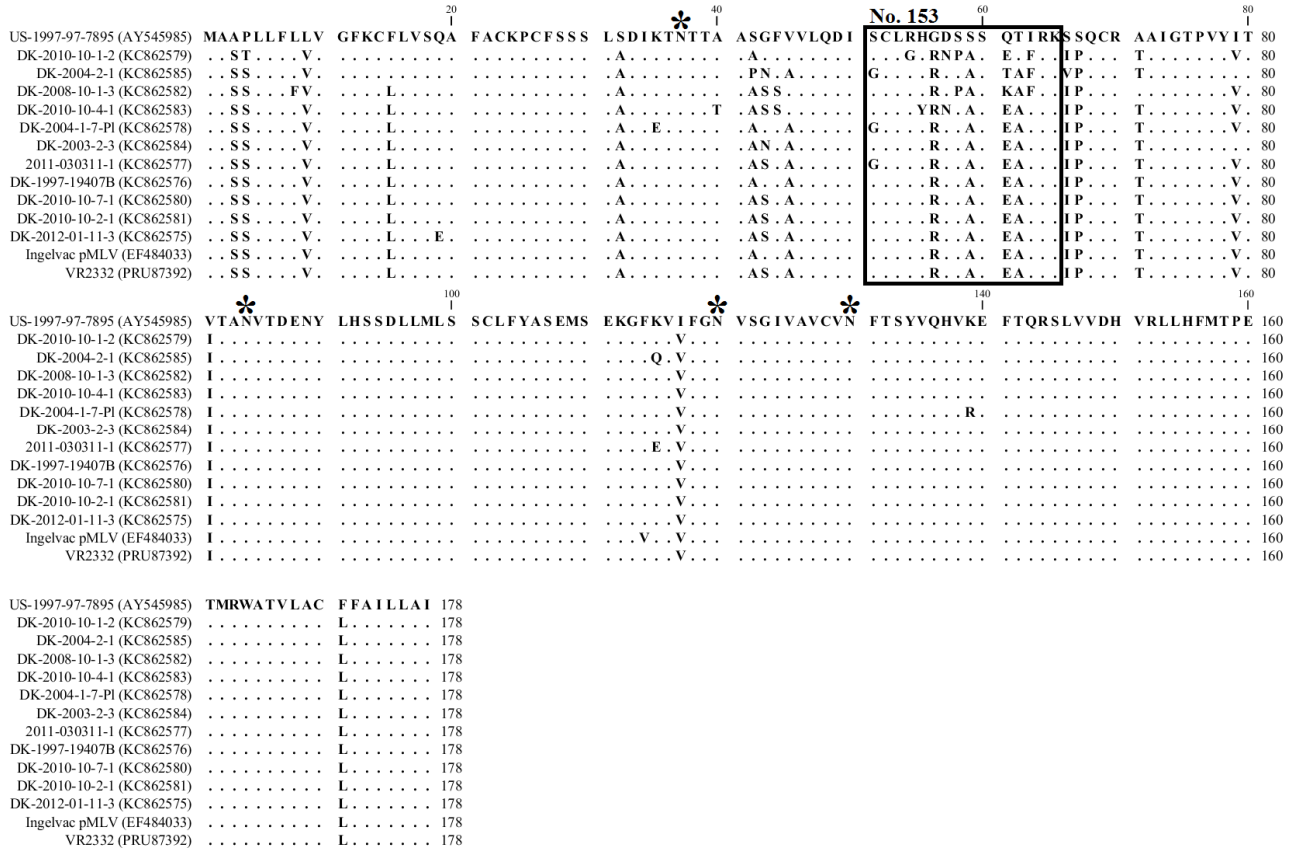 No. 153
20 40 60 80
US-1997-97-7895 (AY545985) MAAPLLFLLV GFKCFLVSQA FACKPCFSSS LSDIKTNTTA ASGFVVLQDI SCLRHGDSSS QTIRKSSQCR AAIGTPVYIT 80
DK-2010-10-1-2 (KC862579) ..ST....V. .......... .......... .A........ .A........ ...G.RNPA. E.F..IP... T.......V. 80
DK-2004-2-1 (KC862585) ..SS....V. .......... .......... .A........ .PN.A..... G....R..A. TAF..VP... T......... 80
DK-2008-10-1-3 (KC862582) ..SS...FV. ....L..... .......... .A........ .ASS...... .....R.PA. KAF..IP... ........V. 80
DK-2010-10-4-1 (KC862583) ..SS....V. ....L..... .......... .A.......T .ASS...... ....YRN.A. EA...IP... T.......V. 80
DK-2004-1-7-Pl (KC862578) ..SS....V. ....L..... .......... .A..E..... .A..A..... G....R..A. EA...IP... T.......V. 80
DK-2003-2-3 (KC862584) ..SS....V. ....L..... .......... .A........ .AN.A..... .....R..A. EA...IP... T......... 80
2011-030311-1 (KC862577) ..SS....V. ....L..... .......... .A........ .AS.A..... G....R..A. EA...IP... T.......V. 80
DK-1997-19407B (KC862576) ..SS....V. ....L..... .......... .A........ .A..A..... .....R..A. EA...IP... T.......V. 80
DK-2010-10-7-1 (KC862580) ..SS....V. ....L..... .......... .A........ .AS.A..... .....R..A. EA...IP... T.......V. 80
DK-2010-10-2-1 (KC862581) ..SS....V. ....L..... .......... .A........ .A..A..... .....R..A. EA...IP... T.......V. 80
DK-2012-01-11-3 (KC862575) ..SS....V. ....L...E. .......... .A........ .AS.A..... .....R..A. EA...IP... T.......V. 80
Ingelvac pMLV (EF484033) ..SS....V. ....L..... .......... .A........ .A..A..... .....R..A. EA...IP... T.......V. 80
VR2332 (PRU87392) ..SS....V. ....L..... .......... .A........ .AS.A..... .....R..A. EA...IP... T.......V. 80
100 140 160
US-1997-97-7895 (AY545985) VTANVTDENY LHSSDLLMLS SCLFYASEMS EKGFKVIFGN VSGIVAVCVN FTSYVQHVKE FTQRSLVVDH VRLLHFMTPE 160
DK-2010-10-1-2 (KC862579) I......... .......... .......... ......V... .......... .......... .......... .......... 160
DK-2004-2-1 (KC862585) I......... .......... .......... ....Q.V... .......... .......... .......... .......... 160
DK-2008-10-1-3 (KC862582) I......... .......... .......... ......V... .......... .......... .......... .......... 160
DK-2010-10-4-1 (KC862583) I......... .......... .......... ......V... .......... .......... .......... .......... 160
DK-2004-1-7-Pl (KC862578) I......... .......... .......... ......V... .......... ........R. .......... .......... 160
DK-2003-2-3 (KC862584) I......... .......... .......... ......V... .......... .......... .......... .......... 160
2011-030311-1 (KC862577) I......... .......... .......... ....E.V... .......... .......... .......... .......... 160
DK-1997-19407B (KC862576) I......... .......... .......... ......V... .......... .......... .......... .......... 160
DK-2010-10-7-1 (KC862580) I......... .......... .......... ......V... .......... .......... .......... .......... 160
DK-2010-10-2-1 (KC862581) I......... .......... .......... ......V... .......... .......... .......... .......... 160
DK-2012-01-11-3 (KC862575) I......... .......... .......... ......V... .......... .......... .......... .......... 160
Ingelvac pMLV (EF484033) I......... .......... .......... ...V..V... .......... .......... .......... .......... 160
VR2332 (PRU87392) I......... .......... .......... ......V... .......... .......... .......... .......... 160
US-1997-97-7895 (AY545985) TMRWATVLAC FFAILLAI 178
DK-2010-10-1-2 (KC862579) .......... L....... 178
DK-2004-2-1 (KC862585) .......... L....... 178
DK-2008-10-1-3 (KC862582) .......... L....... 178
DK-2010-10-4-1 (KC862583) .......... L....... 178
DK-2004-1-7-Pl (KC862578) .......... L....... 178
DK-2003-2-3 (KC862584) .......... L....... 178
2011-030311-1 (KC862577) .......... L....... 178
DK-1997-19407B (KC862576) .......... L....... 178
DK-2010-10-7-1 (KC862580) .......... L....... 178
DK-2010-10-2-1 (KC862581) .......... L....... 178
DK-2012-01-11-3 (KC862575) .......... L....... 178
Ingelvac pMLV (EF484033) .......... L....... 178
VR2332 (PRU87392) .......... L....... 178